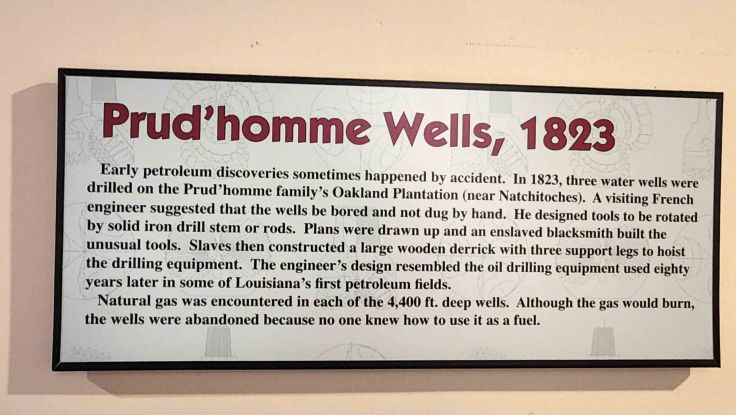 Prud'homme Wells, 1823
Early petroleum discoveries sometimes happened by accident. In 1823, three water wells were
drilled on the Prud'homme family's Oakland Plantation (near Natchitoches). A visiting French
engineer suggested that the wells be bored and not dug by hand. He designed tools to be rotated
by solid iron drill stem or rods. Plans were drawn up and an enslaved blacksmith built the
unusual tools. Slaves then constructed a large wooden derrick with three support legs to hoist
the drilling equipment. The engineer's design resembled the oil drilling equipment used eighty
years later in some of Louisiana's first petroleum fields.
Natural gas was encountered in each of the 4,400 ft. deep wells. Although the gas would burn,
the wells were abandoned because no one knew how to use it as a fuel.